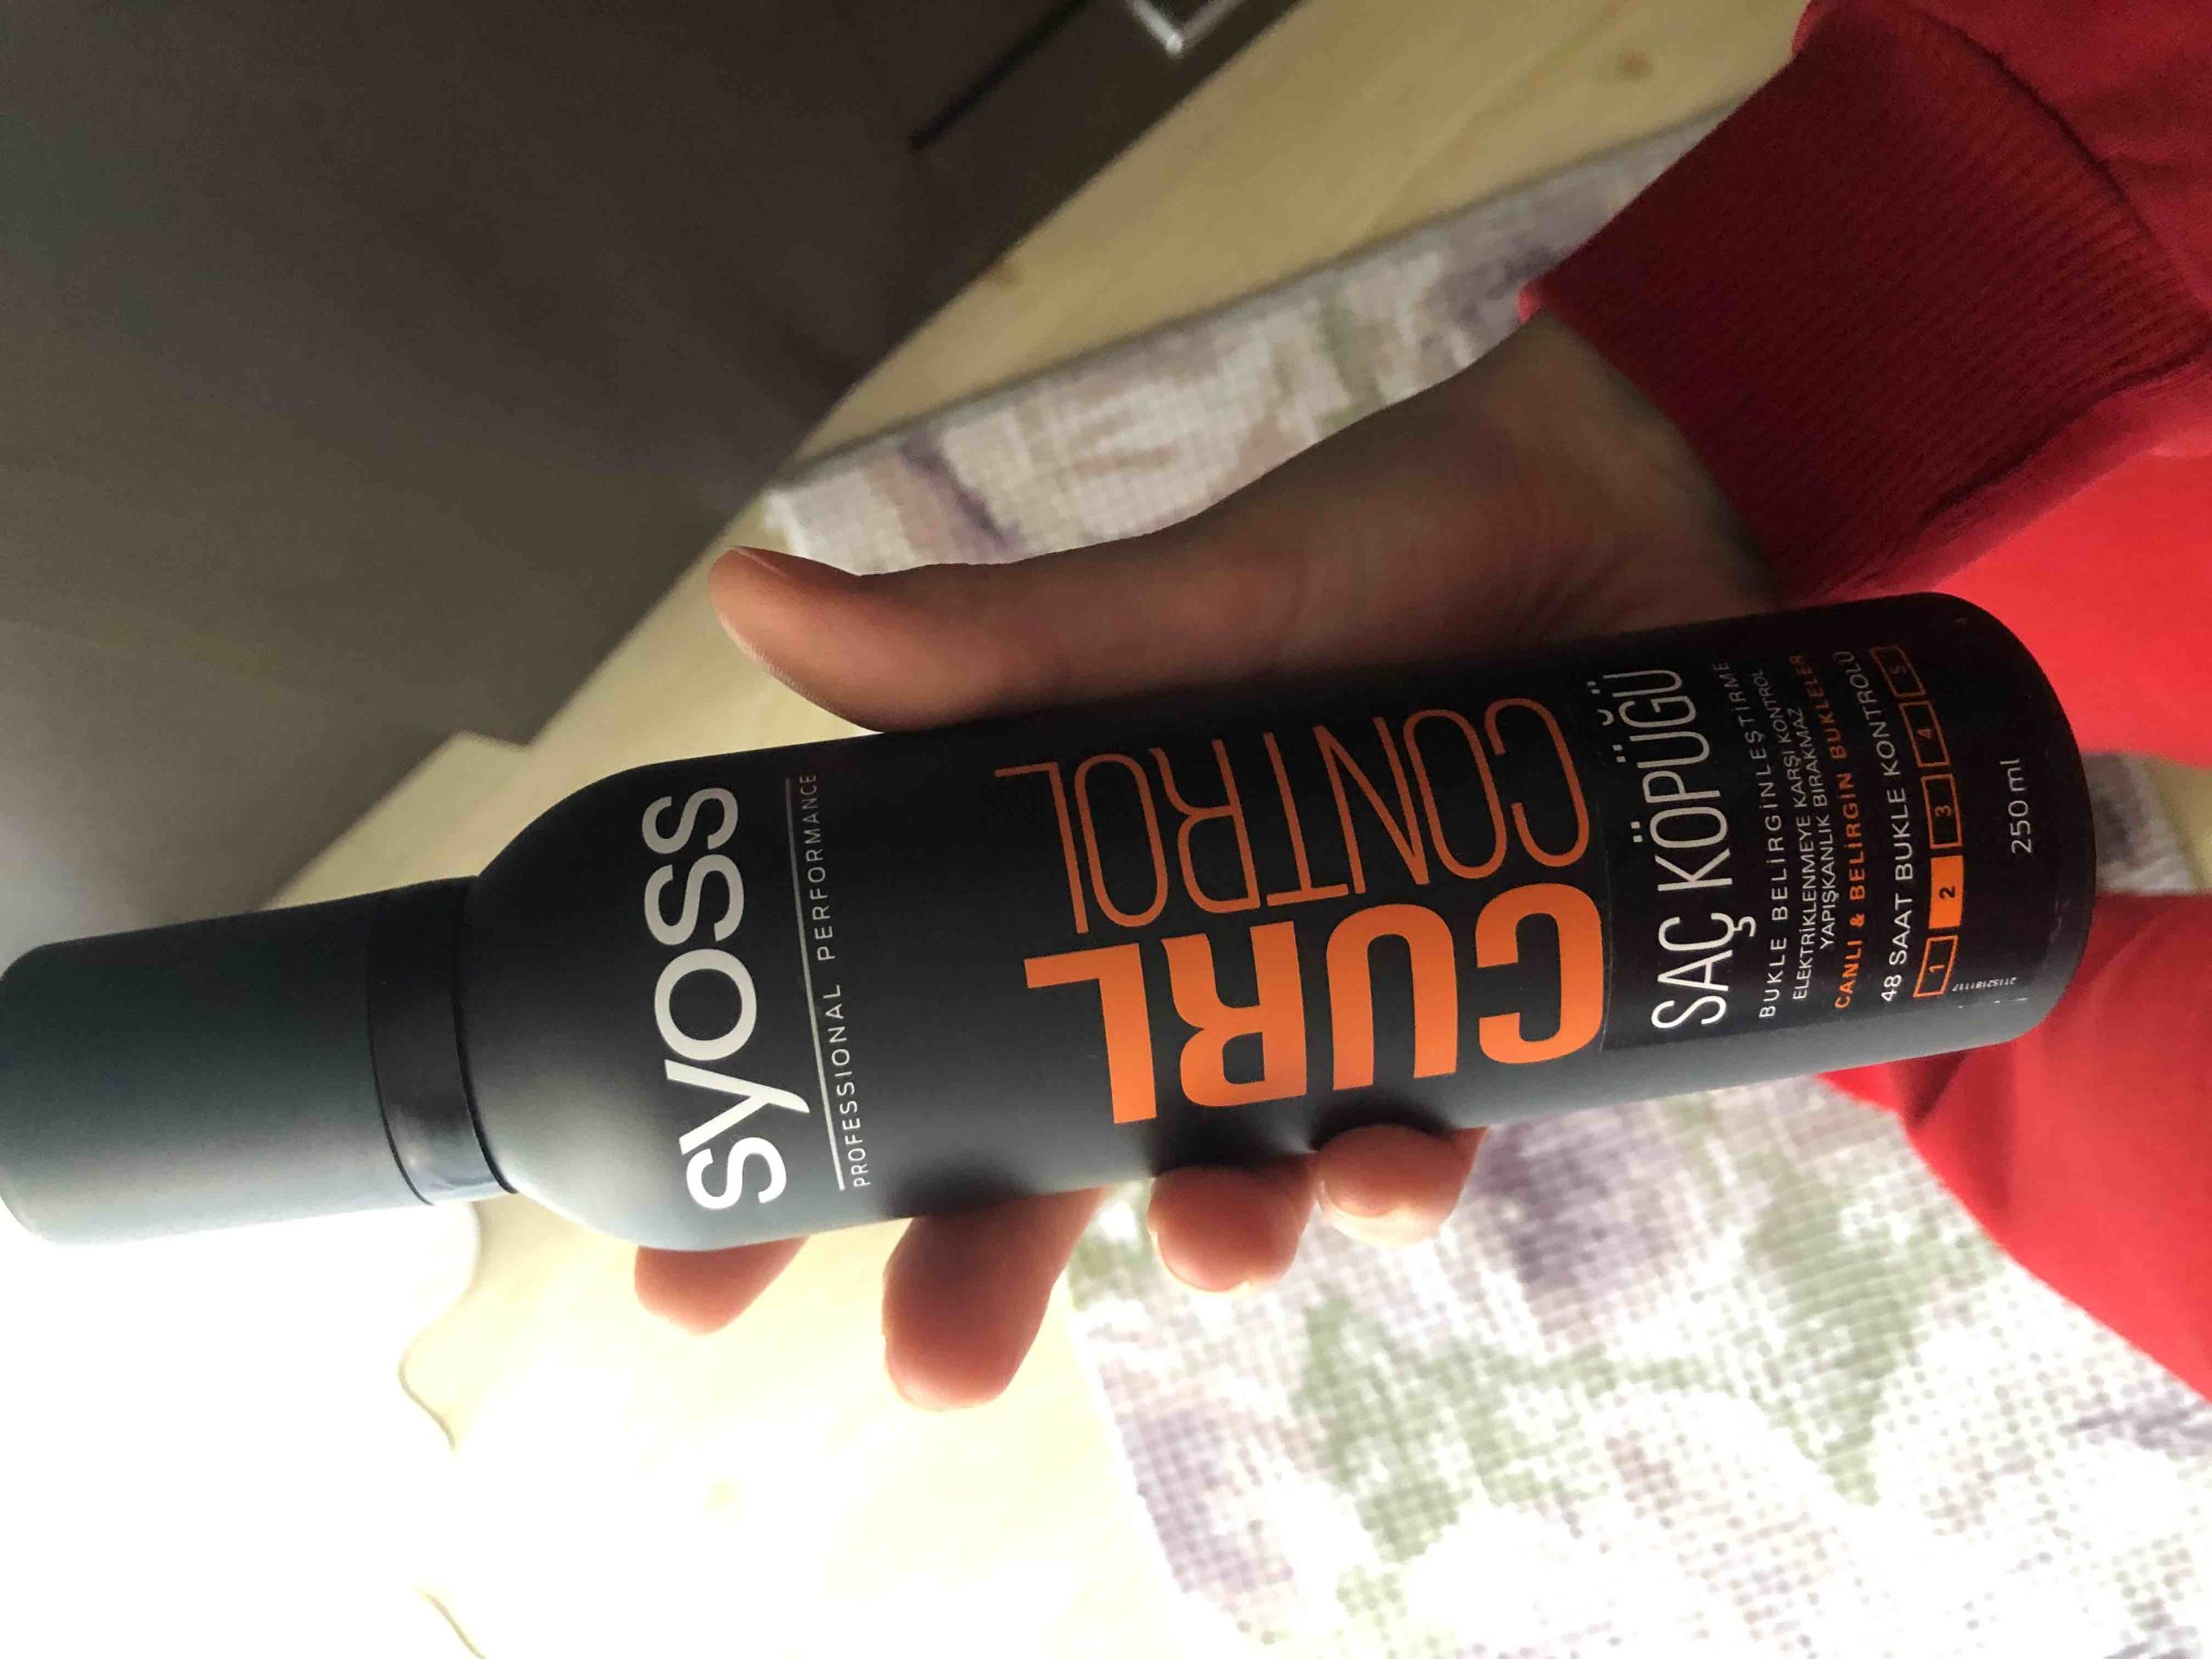 syoss
PROFESSIONAL PERFORMANCE
CURL
CONTROL
SAÇ KÖPÜĞÜ
BUKLE BELİRGİNLEŞTİRME
ELEKTRİKLENMEYE KARŞI KONTROL
YAPIŞKANLIK BIRAKMAZ
CANLI & BELİRGİN BUKLELER
48 SAAT BUKLE KONTROLÜ
1 2 3 4 5
250 ml